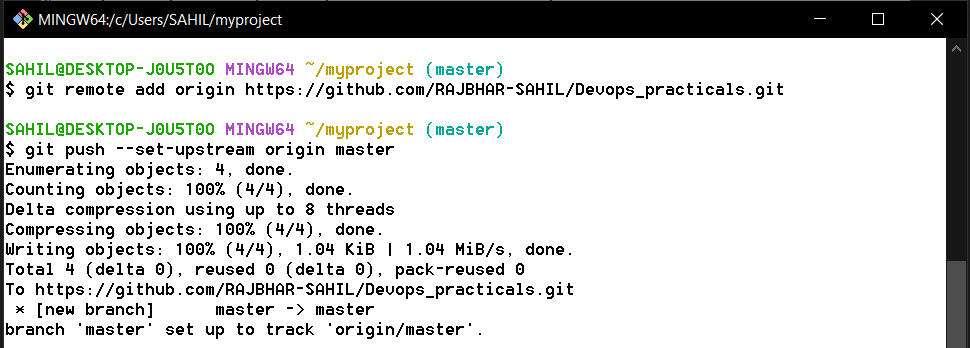 MINGW64:/c/Users/SAHIL/myproject
SAHIL@DESKTOP-J0U5T0O MINGW64 ~/myproject (master)
$ git remote add origin https://github.com/RAJBHAR-SAHIL/Devops_practicals.git
SAHIL@DESKTOP-J0U5T0O MINGW64 ~/myproject (master)
$ git push --set-upstream origin master
Enumerating objects: 4, done.
Counting objects: 100% (4/4), done.
Delta compression using up to 8 threads
Compressing objects: 100% (4/4), done.
Writing objects: 100% (4/4), 1.04 KiB | 1.04 MiB/s, done.
Total 4 (delta 0), reused 0 (delta 0), pack-reused 0
To https://github.com/RAJBHAR-SAHIL/Devops_practicals.git
 * [new branch]      master -> master
branch 'master' set up to track 'origin/master'.